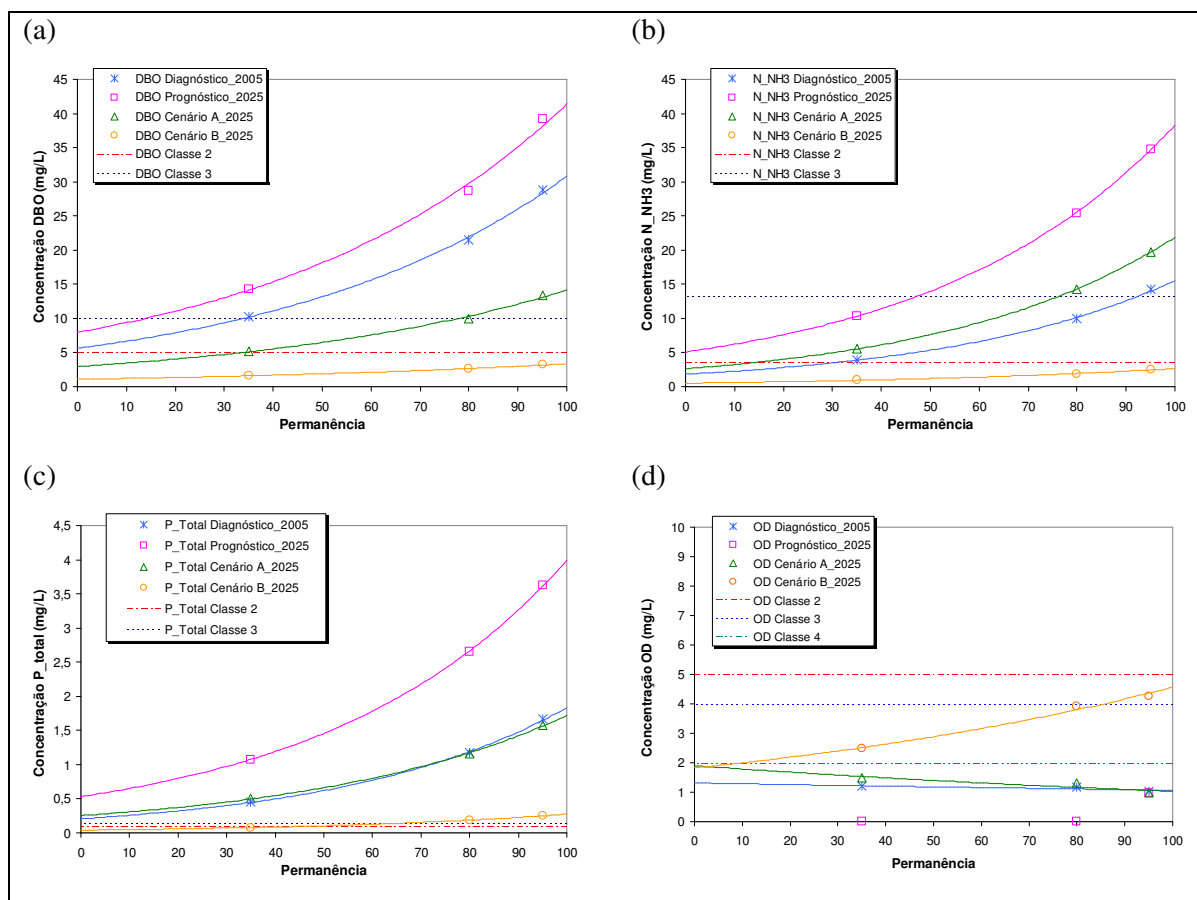 (a)
DBO Diagnóstico_2005
DBO Prognóstico_2025
DBO Cenário A_2025
DBO Cenário B_2025
DBO Classe 2
DBO Classe 3
Concentração DBO (mg/L)
45
40
35
30
25
20
15
10
5
0
0 10 20 30 40 50 60 70 80 90 100
Permanência
(b)
N_NH3 Diagnóstico_2005
N_NH3 Prognóstico_2025
N_NH3 Cenário A_2025
N_NH3 Cenário B_2025
N_NH3 Classe 2
N_NH3 Classe 3
Concentração N_NH3 (mg/L)
45
40
35
30
25
20
15
10
5
0
0 10 20 30 40 50 60 70 80 90 100
Permanência
(c)
P_Total Diagnóstico_2005
P_Total Prognóstico_2025
P_Total Cenário A_2025
P_Total Cenário B_2025
P_Total Classe 2
P_Total Classe 3
Concentração P_total (mg/L)
4,5
4
3,5
3
2,5
2
1,5
1
0,5
0
0 10 20 30 40 50 60 70 80 90 100
Permanência
(d)
OD Diagnóstico_2005
OD Prognóstico_2025
OD Cenário A_2025
OD Cenário B_2025
OD Classe 2
OD Classe 3
OD Classe 4
Concentração OD (mg/L)
10
9
8
7
6
5
4
3
2
1
0
0 10 20 30 40 50 60 70 80 90 100
Permanência